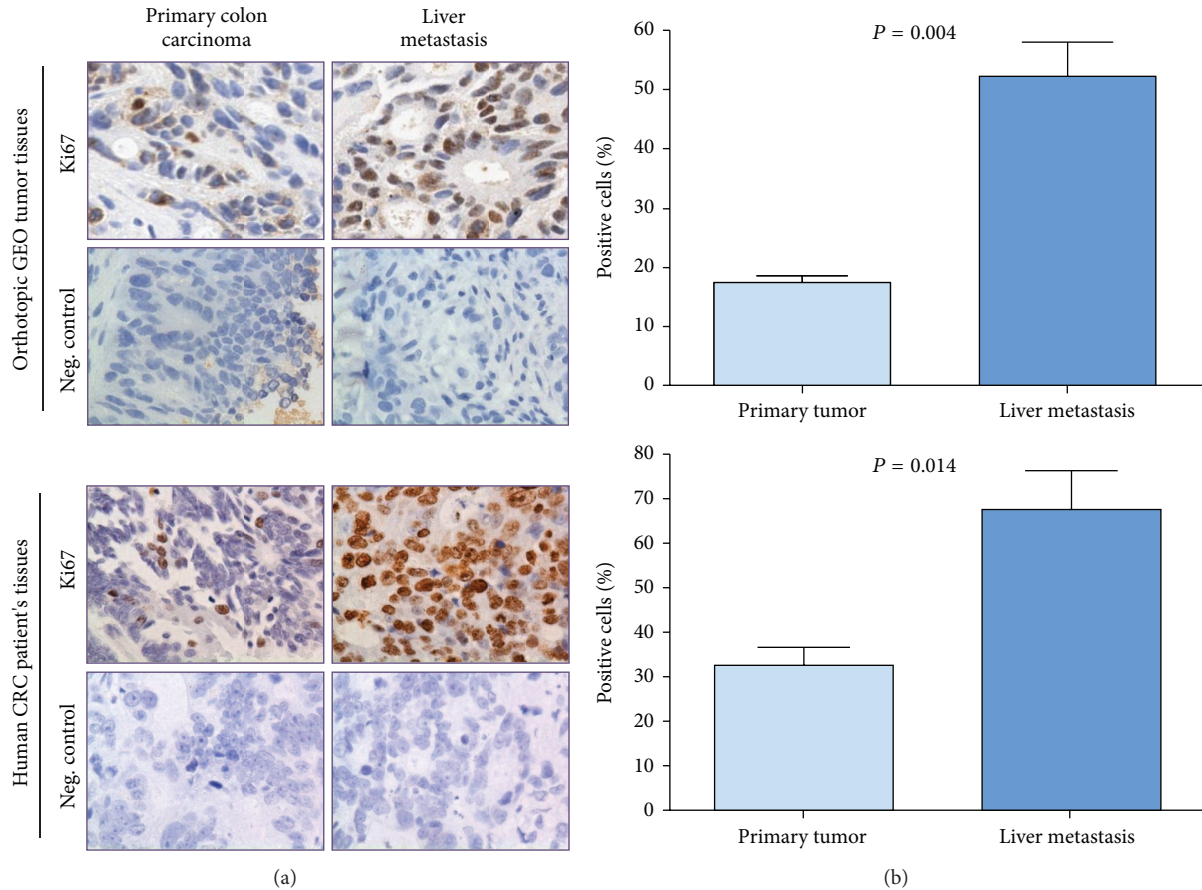 Primary colon
carcinoma
Liver
metastasis
Orthotopic GEO tumor tissues
Ki67
Neg. control
Human CRC patient's tissues
Ki67
Neg. control
(a)
P = 0.004
Positive cells (%)
60
50
40
30
20
10
0
Primary tumor
Liver metastasis
P = 0.014
Positive cells (%)
80
70
60
50
40
30
20
10
0
Primary tumor
Liver metastasis
(b)